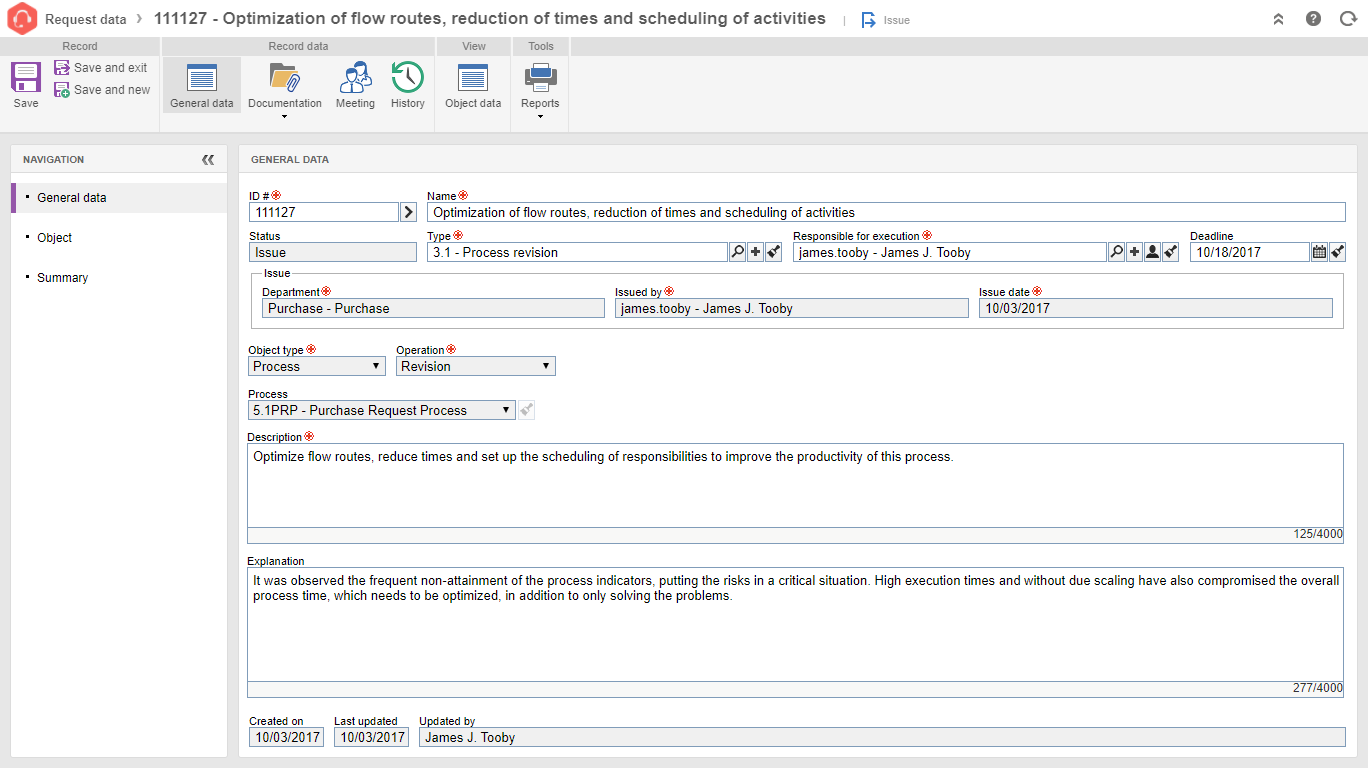 Request data › 111127 - Optimization of flow routes, reduction of times and scheduling of activities | Issue
Record Record data View Tools
Save
Save and exit
Save and new
General data Documentation Meeting History Object data Reports
NAVIGATION
General data
Object
Summary
GENERAL DATA
ID # Name
111127 Optimization of flow routes, reduction of times and scheduling of activities
Status Type Responsible for execution Deadline
Issue 3.1 - Process revision james.tooby - James J. Tooby 10/18/2017
Issue
Department Issued by Issue date
Purchase - Purchase james.tooby - James J. Tooby 10/03/2017
Object type Operation
Process Revision
Process
5.1PRP - Purchase Request Process
Description
Optimize flow routes, reduce times and set up the scheduling of responsibilities to improve the productivity of this process.
125/4000
Explanation
It was observed the frequent non-attainment of the process indicators, putting the risks in a critical situation. High execution times and without due scaling have also compromised the overall
process time, which needs to be optimized, in addition to only solving the problems.
277/4000
Created on Last updated Updated by
10/03/2017 10/03/2017 James J. Tooby